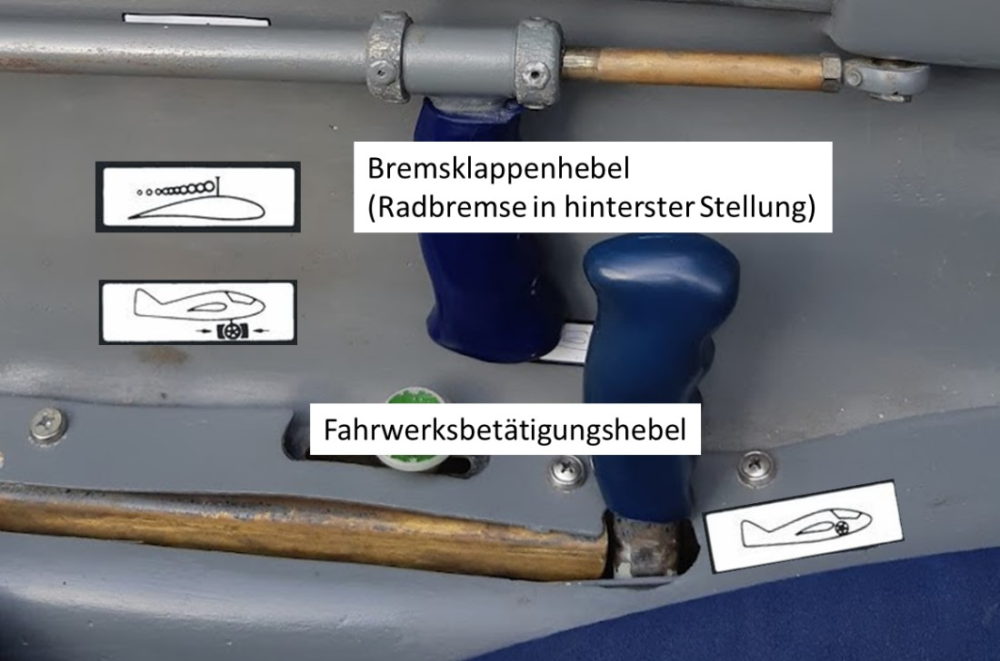 Bremsklappenhebel
(Radbremse in hinterster Stellung)
Fahrwerksbetätigungshebel